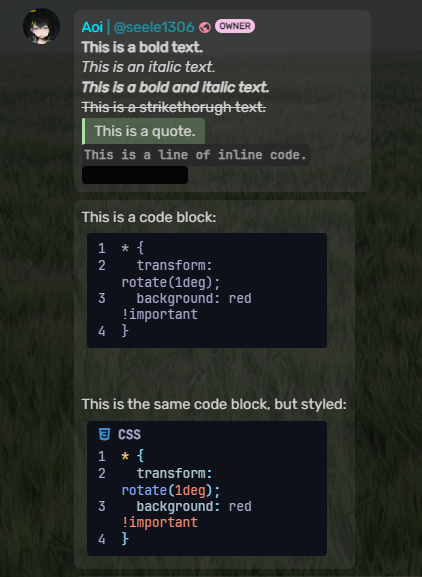 Aoi | @seele1306 OWNER
This is a bold text.
This is an italic text.
This is a bold and italic text.
This is a strikethorugh text.
This is a quote.
This is a line of inline code.
This is a code block:
1 * {
2 transform:
rotate(1deg);
3 background: red
!important
4 }
This is the same code block, but styled:
CSS
1 * {
2 transform:
rotate(1deg);
3 background: red
!important
4 }